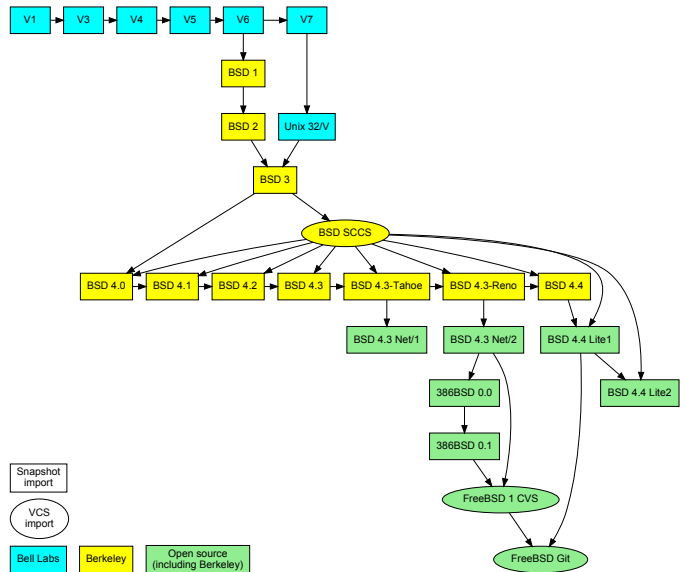 V1
V3
V4
V5
V6
V7
BSD 1
BSD 2
Unix 32/V
BSD 3
BSD SCCS
BSD 4.0
BSD 4.1
BSD 4.2
BSD 4.3
BSD 4.3-Tahoe
BSD 4.3-Reno
BSD 4.4
BSD 4.3 Net/1
BSD 4.3 Net/2
BSD 4.4 Lite1
386BSD 0.0
BSD 4.4 Lite2
386BSD 0.1
Snapshot
import
FreeBSD 1 CVS
VCS
import
Bell Labs
Berkeley
Open source
(including Berkeley)
FreeBSD Git